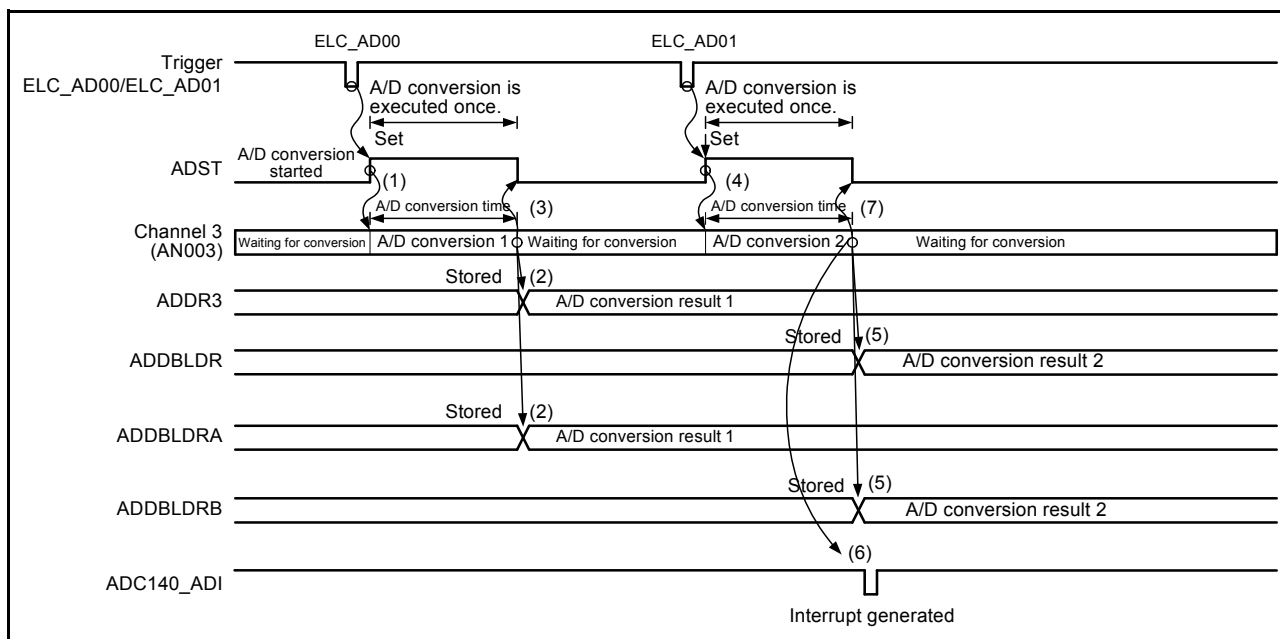 ELC_AD00 ELC_AD01
Trigger
ELC_AD00/ELC_AD01
A/D conversion is
executed once.
A/D conversion is
executed once.
Set Set
ADST
A/D conversion
started
(1) (4)
A/D conversion time (3) A/D conversion time (7)
Channel 3
(AN003)
Waiting for conversion A/D conversion 1 Waiting for conversion A/D conversion 2 Waiting for conversion
Stored (2)
ADDR3 A/D conversion result 1
Stored (5)
ADDBLDR A/D conversion result 2
Stored (2)
ADDBLDRA A/D conversion result 1
Stored (5)
ADDBLDRB A/D conversion result 2
(6)
ADC140_ADI
Interrupt generated